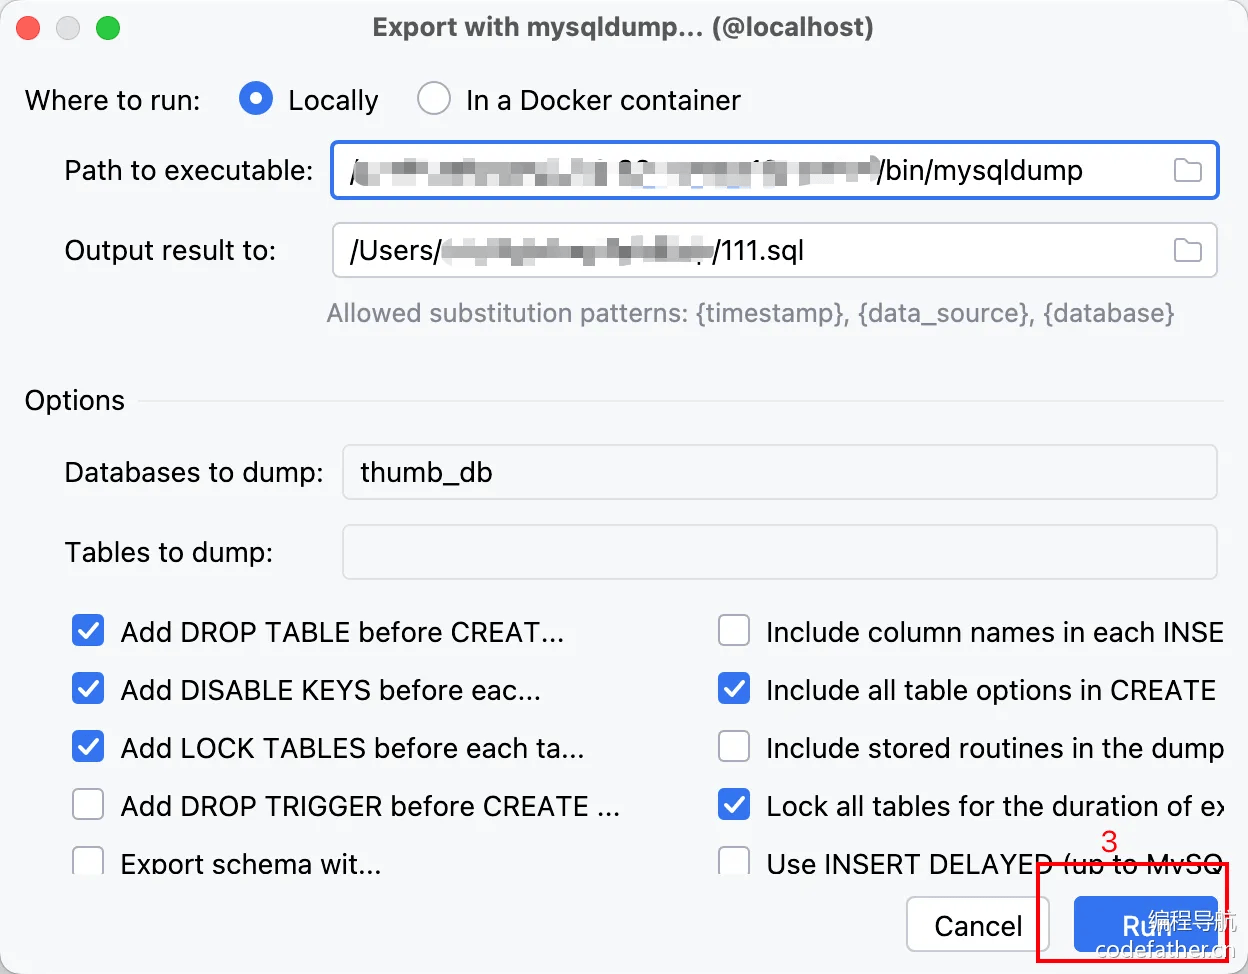 Export with mysqldump... (@localhost)
Where to run: Locally In a Docker container
Path to executable: / /bin/mysqldump
Output result to: /Users/ /111.sql
Allowed substitution patterns: {timestamp}, {data_source}, {database}
Options
Databases to dump: thumb_db
Tables to dump:
Add DROP TABLE before CREAT... Include column names in each INSE
Add DISABLE KEYS before eac... Include all table options in CREATE
Add LOCK TABLES before each ta... Include stored routines in the dump
Add DROP TRIGGER before CREATE ... Lock all tables for the duration of ex
3
Export schema wit... Use INSERT DELAYED (up to MySQ
Cancel Run
编程导航
codefather.cn